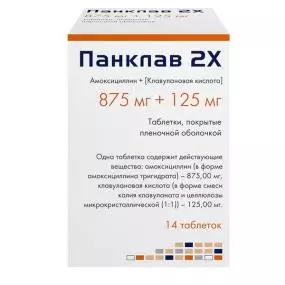 Панклав 2X
Амоксициллин + [Клавулановая кислота]
875 мг + 125 мг
Таблетки, покрытые
пленочной оболочкой
Одна таблетка содержит действующие
вещества: амоксициллин (в форме
амоксициллина тригидрата) – 875,00 мг,
клавулановая кислота (в форме смеси
калия клавуланата и целлюлозы
микрокристаллической (1:1)) – 125,00 мг.
14 таблеток